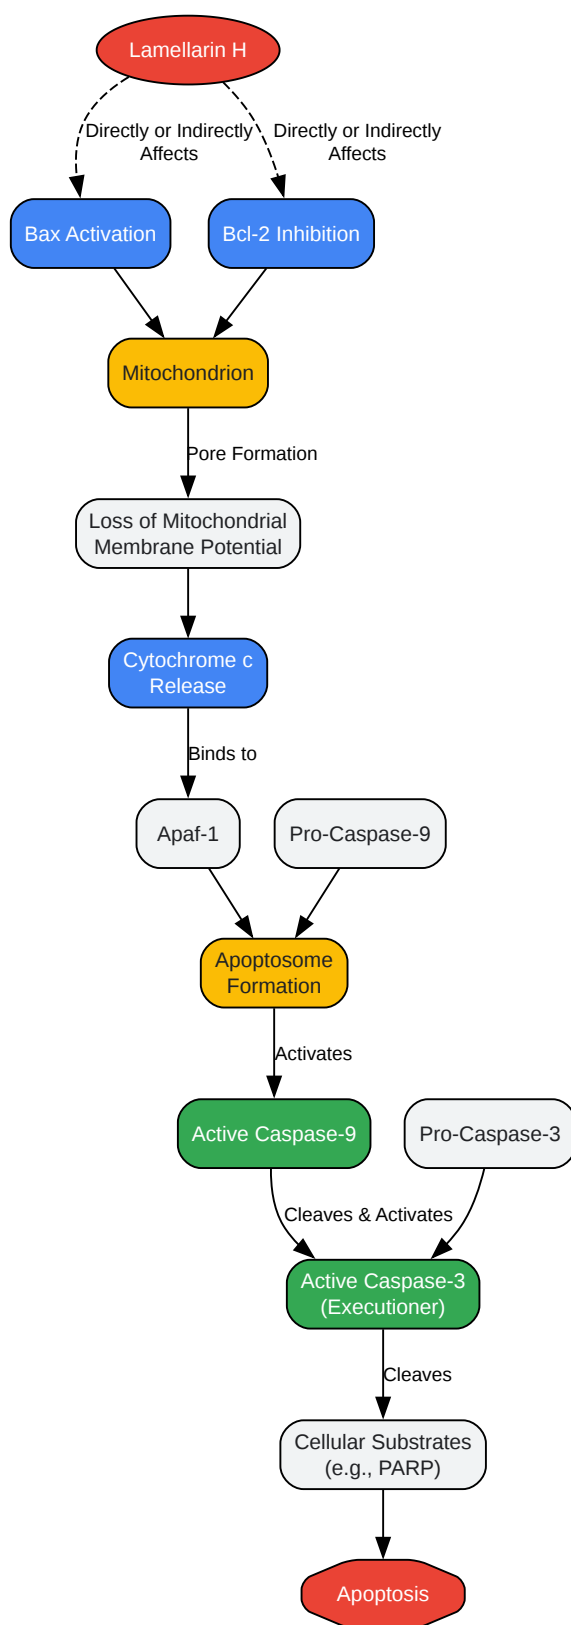 Lamellarin H
Directly or Indirectly
Affects
Directly or Indirectly
Affects
Bax Activation
Bcl-2 Inhibition
Mitochondrion
Pore Formation
Loss of Mitochondrial
Membrane Potential
Cytochrome c
Release
Binds to
Apaf-1
Pro-Caspase-9
Apoptosome
Formation
Activates
Active Caspase-9
Pro-Caspase-3
Cleaves & Activates
Active Caspase-3
(Executioner)
Cleaves
Cellular Substrates
(e.g., PARP)
Apoptosis